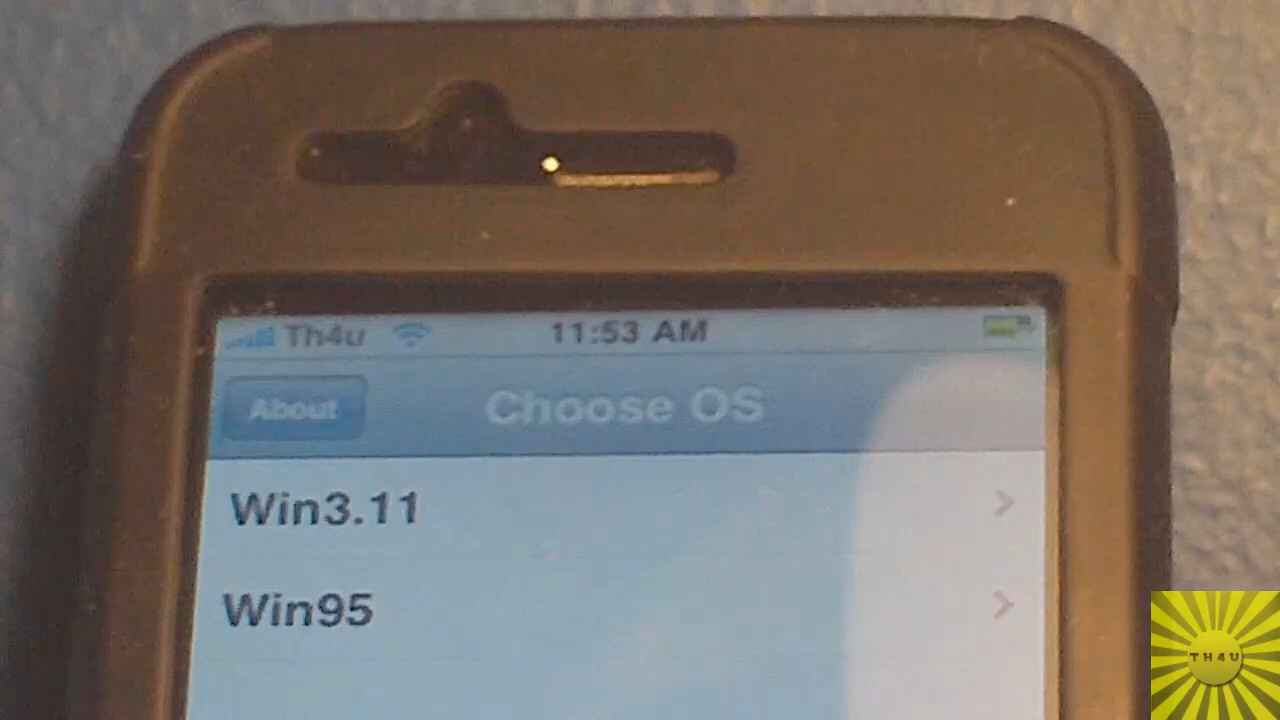 Th4u 11:53 AM
About Choose OS
Win3.11
Win95
TH4U